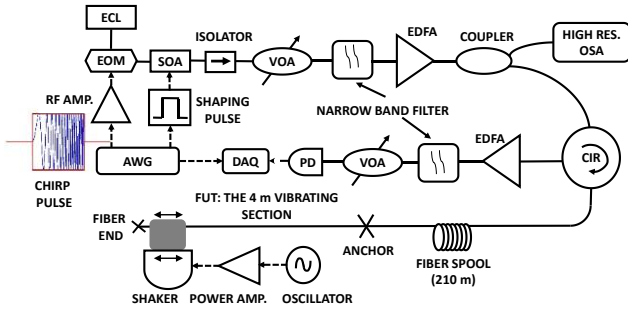 ECL
ISOLATOR
EDFA
COUPLER
HIGH RES.
OSA
EOM
SOA
VOA
RF AMP.
SHAPING
PULSE
NARROW BAND FILTER
EDFA
CHIRP
PULSE
AWG
DAQ
PD
VOA
CIR
FUT: THE 4 m VIBRATING
SECTION
FIBER
END
ANCHOR
FIBER SPOOL
(210 m)
SHAKER
POWER AMP.
OSCILLATOR